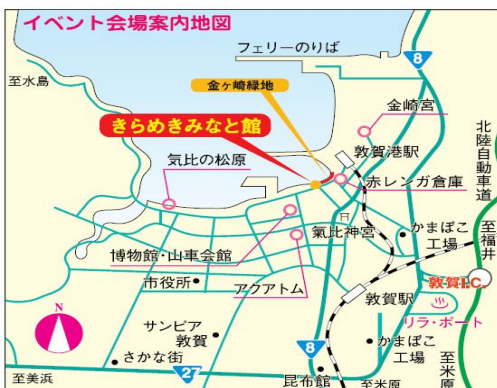 イベント会場案内地図
フェリーのりば
8
至水島
金ヶ崎緑地
金崎宮
きらめきみなと館
敦賀港駅
北陸自動車道
気比の松原
赤レンガ倉庫
至福井
氣比神宮
かまぼこ
工場
博物館・山車会館
市役所
アクアトム
敦賀I.C.
敦賀駅
リラ・ポート
N
サンピア
敦賀
8
かまぼこ
工場
さかな街
27
至美浜
昆布館
至米原
至米原